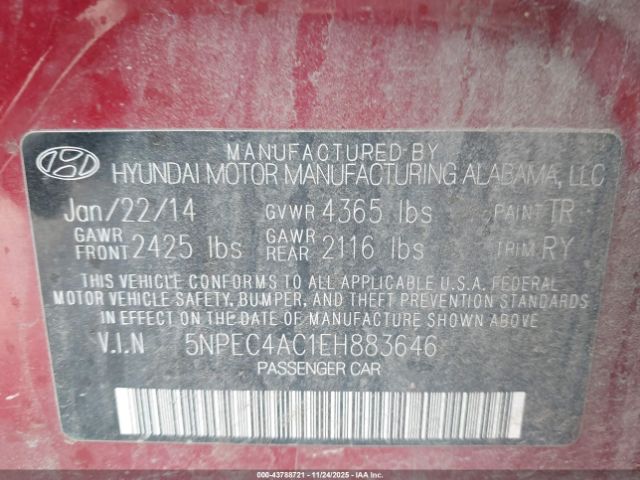 MANUFACTURED BY
HYUNDAI MOTOR MANUFACTURING ALABAMA, LLC
Jan/22/14 GVWR 4365 lbs PAINT TR
GAWR FRONT 2425 lbs GAWR REAR 2116 lbs TRIM RY
THIS VEHICLE CONFORMS TO ALL APPLICABLE U.S.A. FEDERAL
MOTOR VEHICLE SAFETY, BUMPER, AND THEFT PREVENTION STANDARDS
IN EFFECT ON THE DATE OF MANUFACTURE SHOWN ABOVE.
V.I.N 5NPEC4AC1EH883646
PASSENGER CAR
000-43788721 - 11/24/2025 - IAA, Inc.